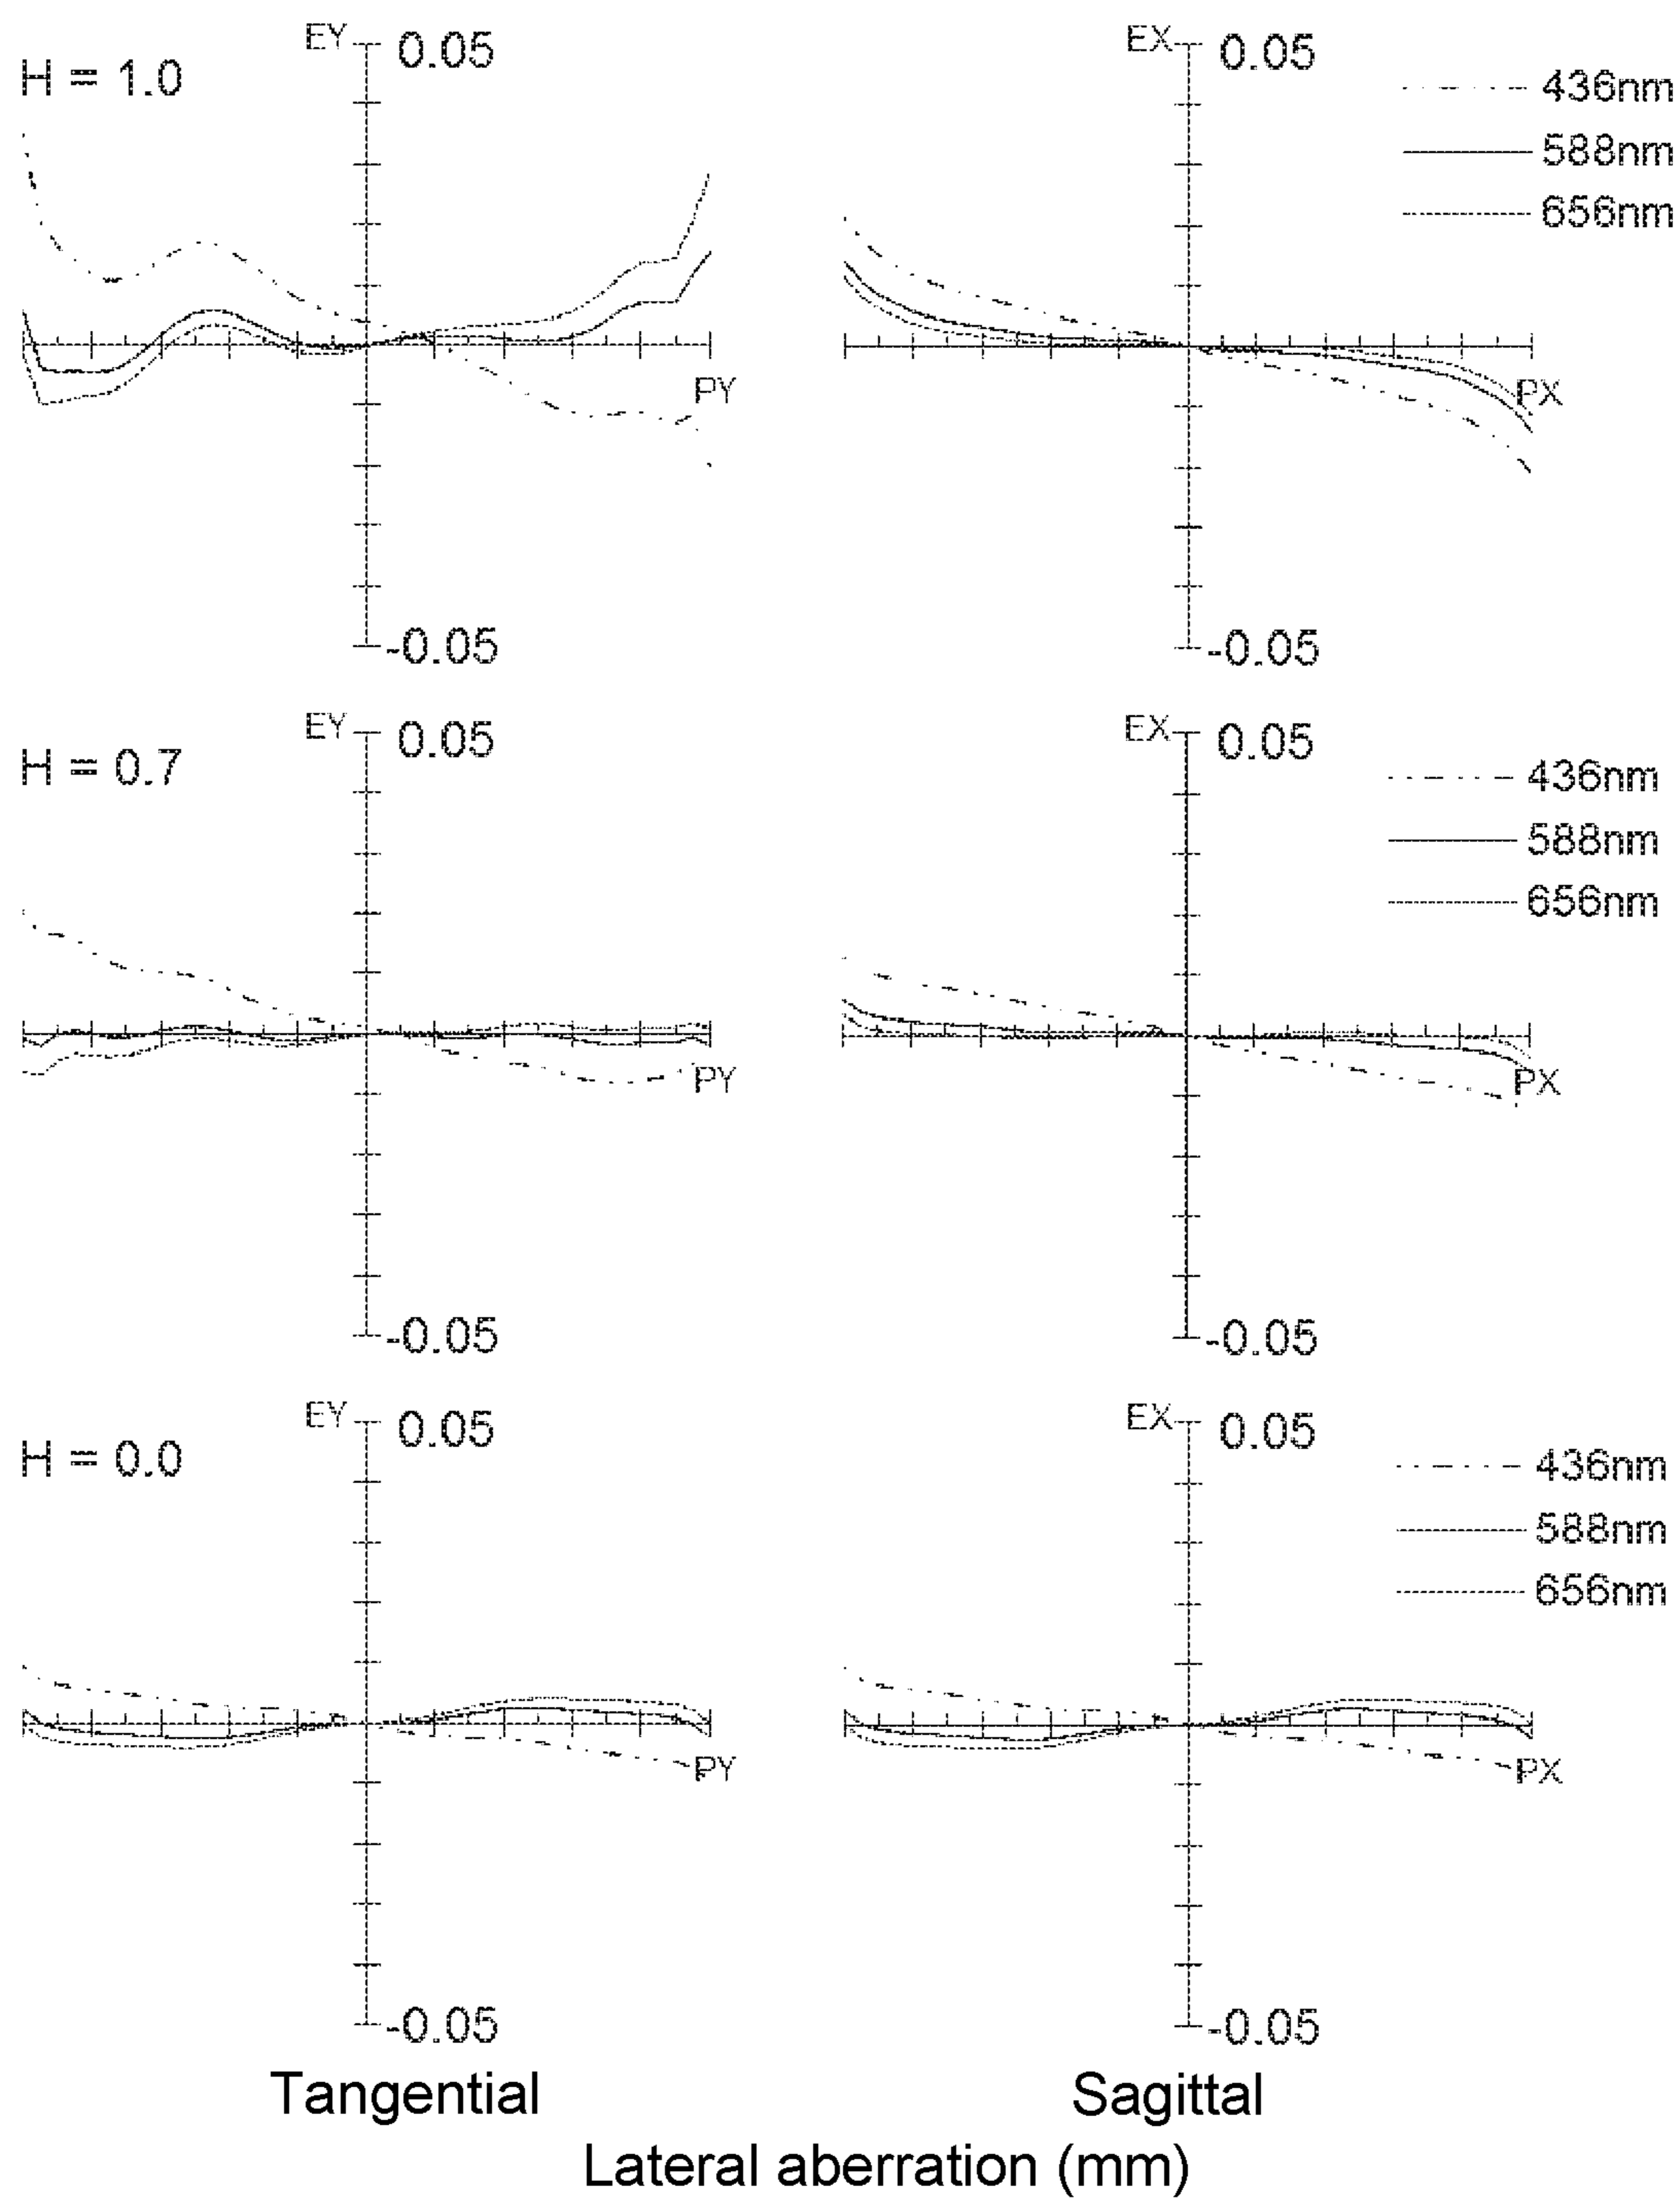 H = 1.0
EY 0.05
EX 0.05
436nm
588nm
656nm
PY
PX
-0.05
-0.05
H = 0.7
EY 0.05
EX 0.05
436nm
588nm
656nm
PY
PX
-0.05
-0.05
H = 0.0
EY 0.05
EX 0.05
436nm
588nm
656nm
PY
PX
-0.05
-0.05
Tangential
Sagittal
Lateral aberration (mm)